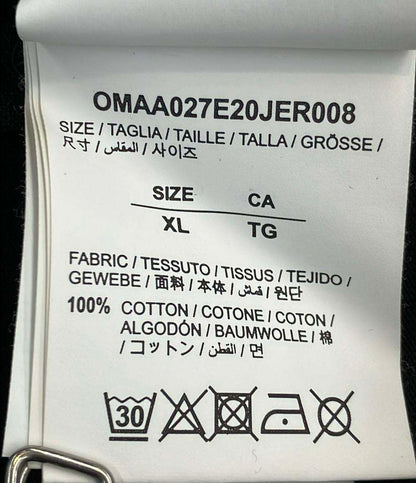 OMAA027E20JER008
SIZE / TAGLIA / TAILLE / TALLA / GRÖSSE /
尺寸 / المقاس / 사이즈
SIZE CA
XL TG
FABRIC / TESSUTO / TISSUS / TEJIDO /
GEWEBE / 面料 / 本体 / قماش / 원단
100% COTTON / COTONE / COTON /
ALGODÓN / BAUMWOLLE / 棉
/ コットン / القطن / 면
30